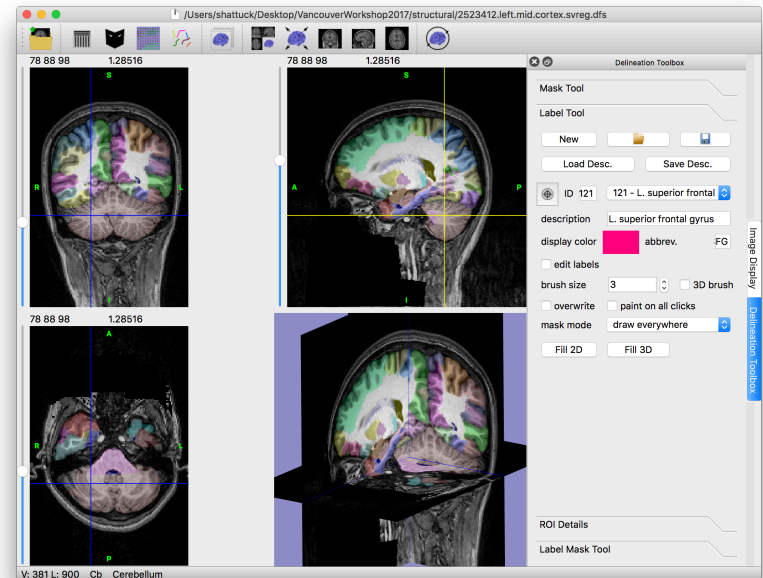 /Users/shattuck/Desktop/VancouverWorkshop2017/structural/2523412.left.mid.cortex.svreg.dfs
78 88 98 1.28516
S
R
L
I
78 88 98 1.28516
S
A
P
I
78 88 98 1.28516
A
R
L
P
Delineation Toolbox
Mask Tool
Label Tool
New
Load Desc.
Save Desc.
ID 121 121 - L. superior frontal
description L. superior frontal gyrus
display color abbrev. FG
edit labels
brush size 3 3D brush
overwrite paint on all clicks
mask mode draw everywhere
Fill 2D Fill 3D
ROI Details
Label Mask Tool
Image Display
Delineation Toolbox
V: 381 L: 900 Cb Cerebellum